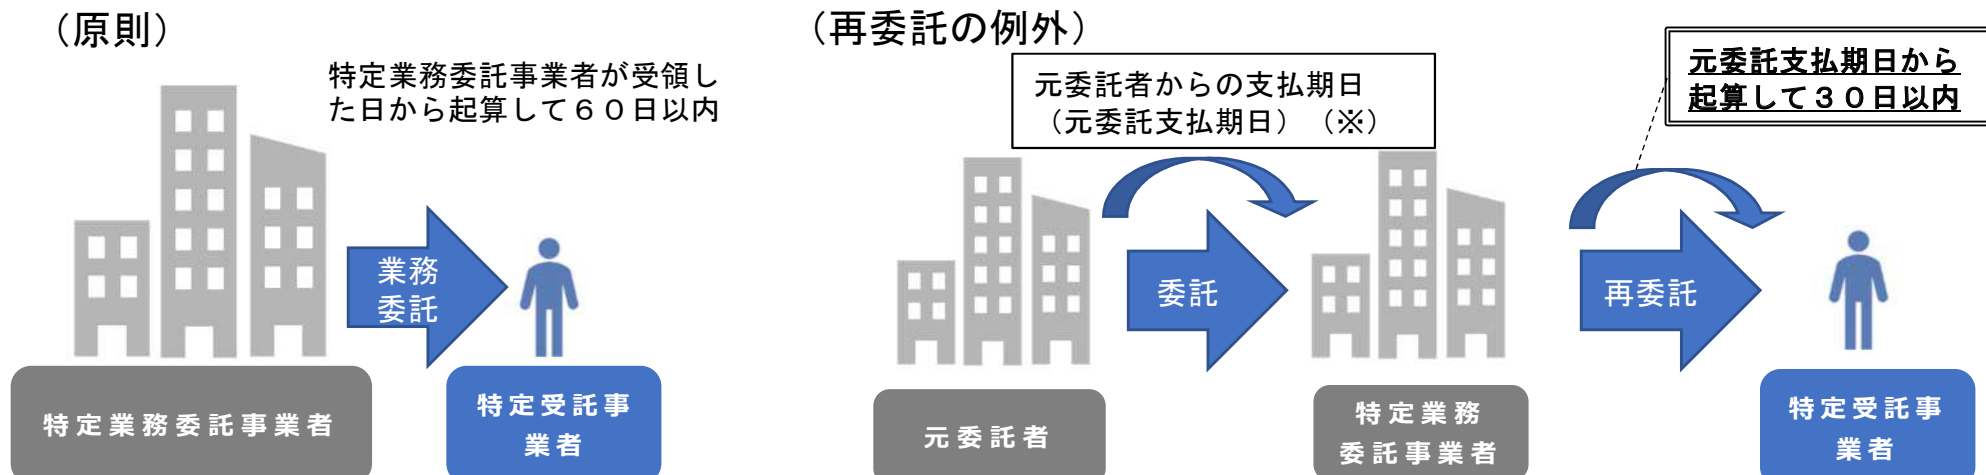 （原則）
特定業務委託事業者が受領し
た日から起算して６０日以内
業務
委託
特定業務委託事業者
特定受託事
業者
（再委託の例外）
元委託者からの支払期日
（元委託支払期日）（※）
元委託支払期日から
起算して３０日以内
委託
再委託
元委託者
特定業務
委託事業者
特定受託事
業者